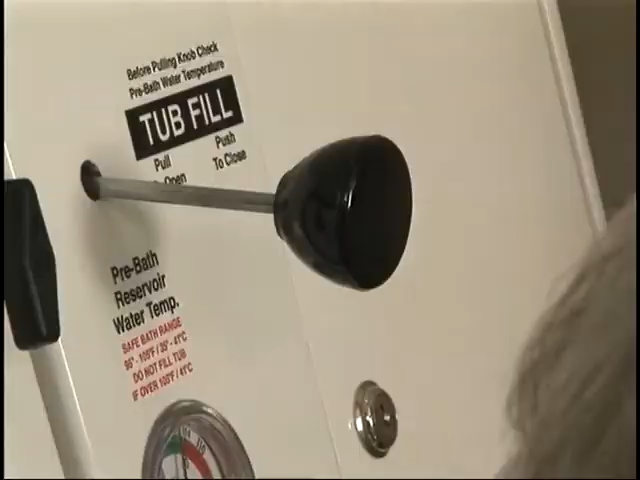 Before Pulling Knob Check
Pre-Bath Water Temperature
TUB FILL
Pull
Open
Push
To Close
Pre-Bath
Reservoir
Water Temp.
SAFE BATH RANGE
DO NOT FILL TUB